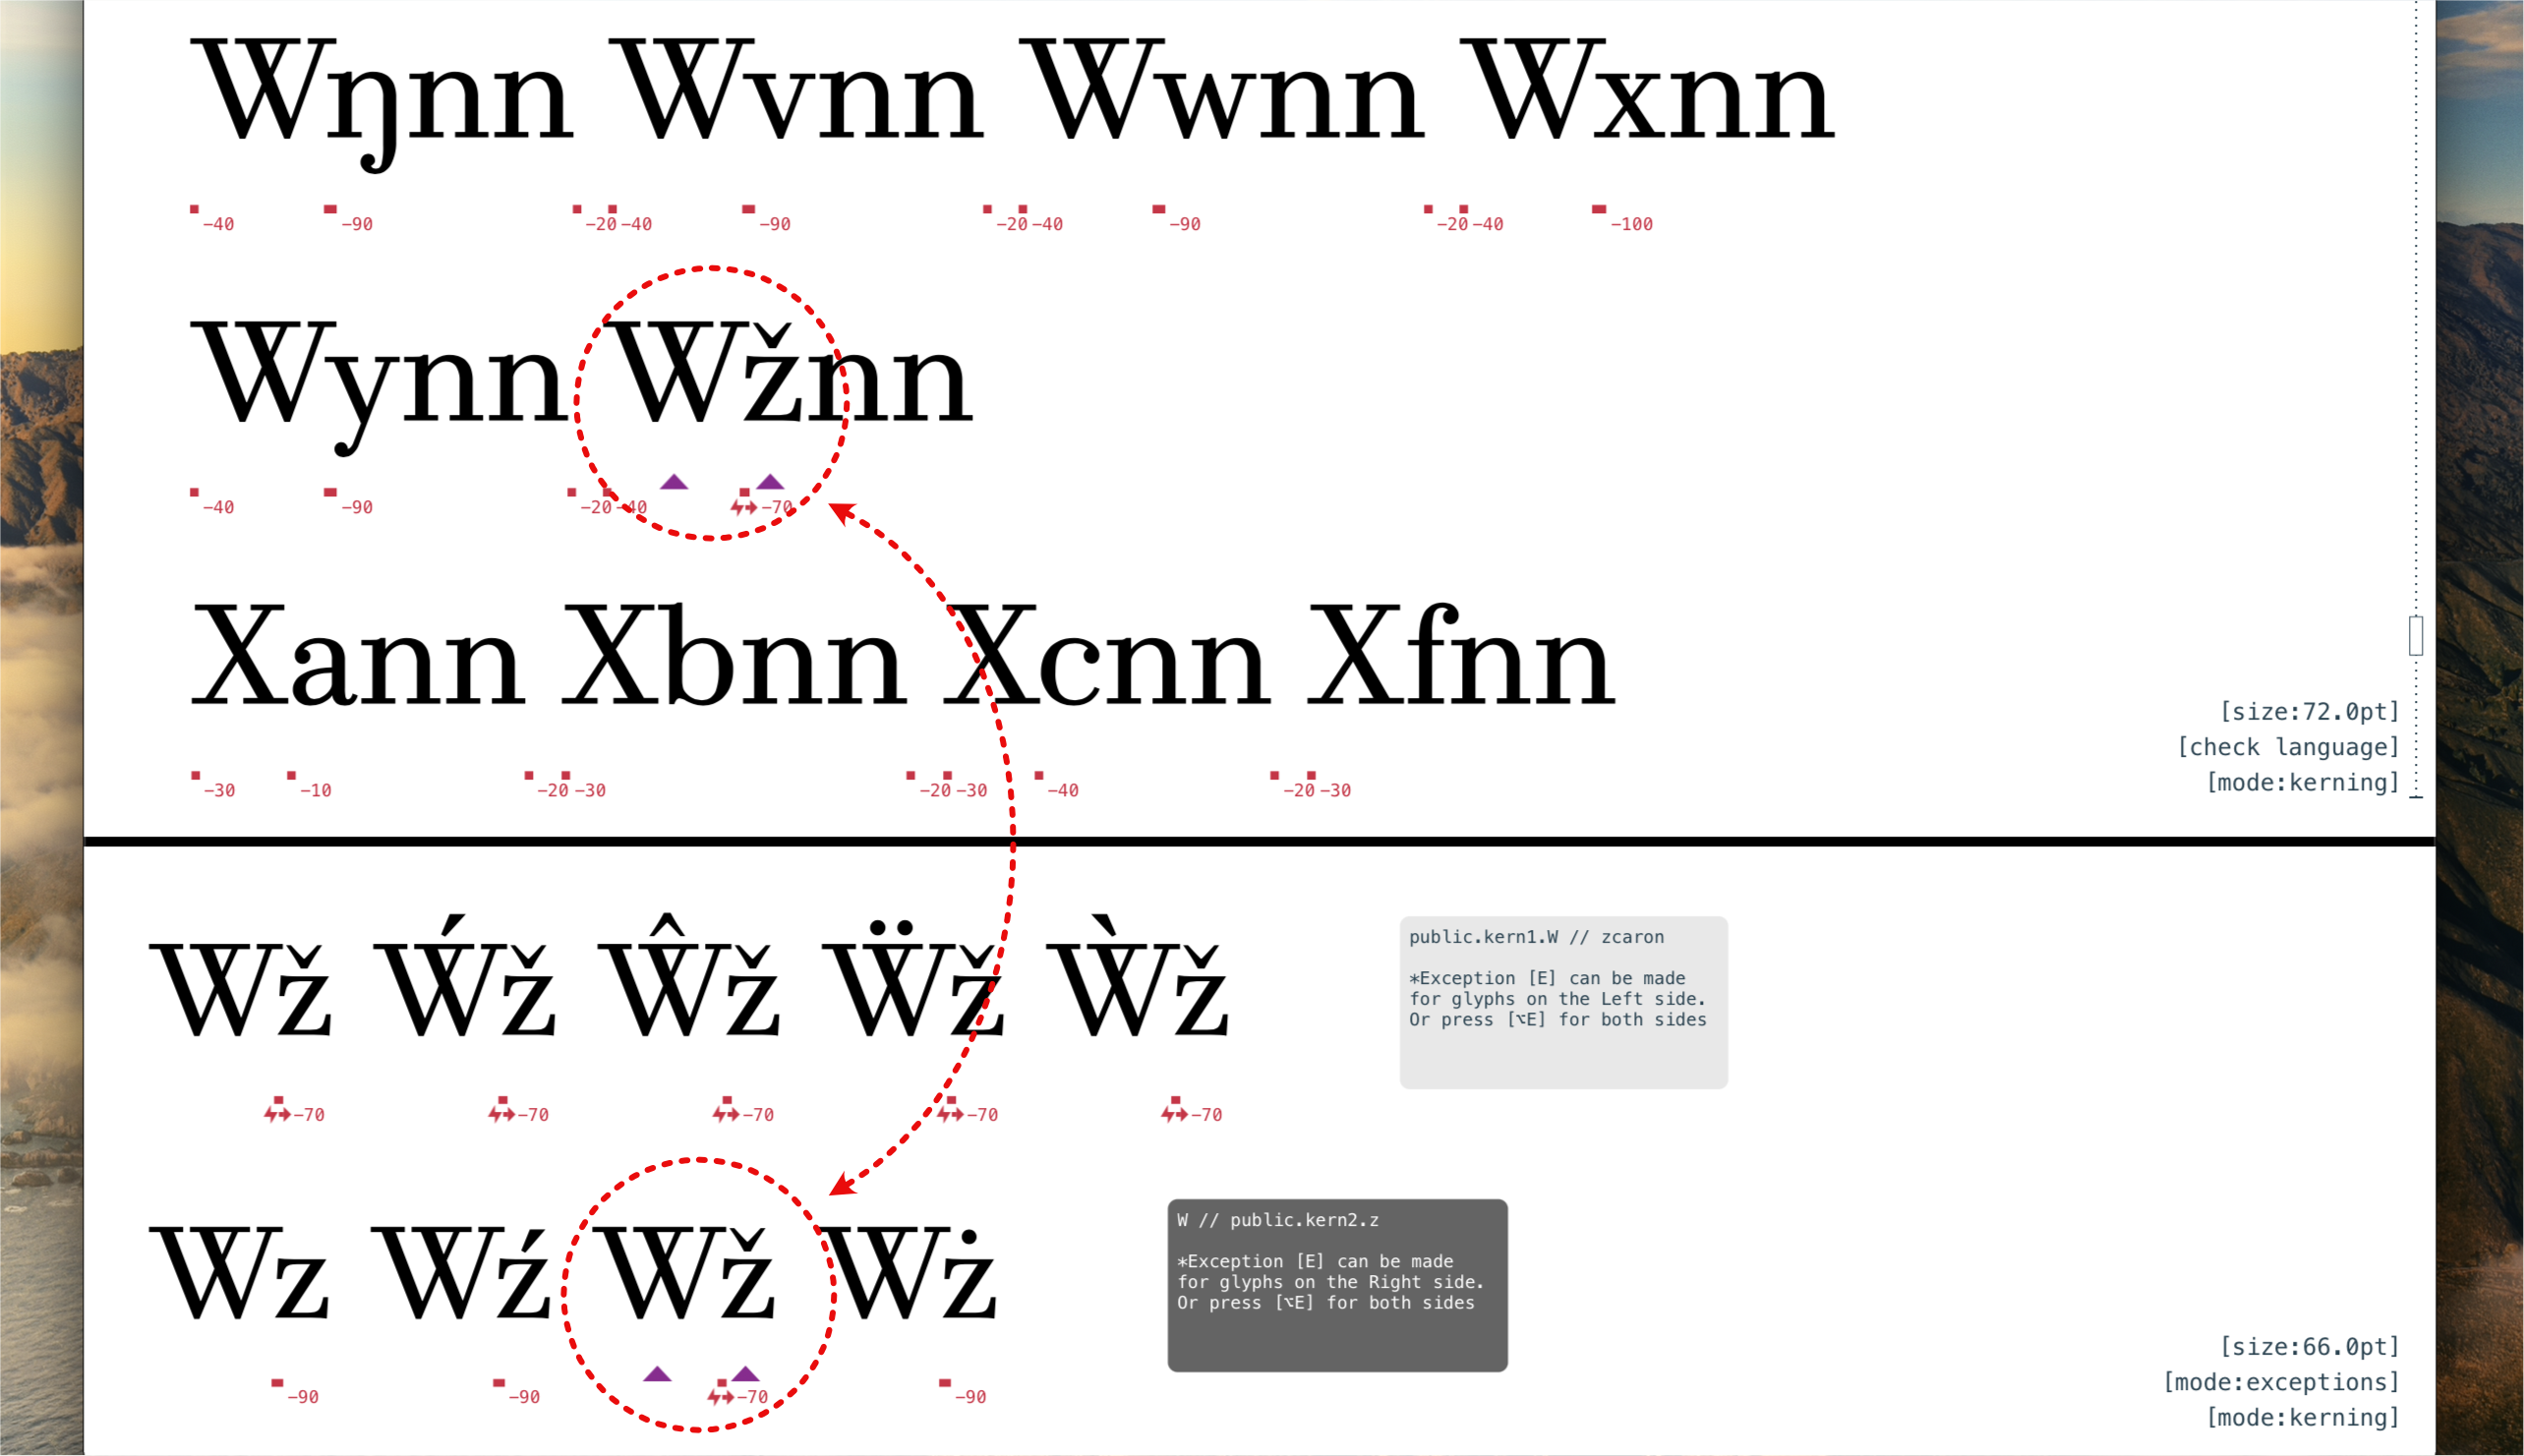 Wŋnn Wvnn Wwnn Wxnn
−40 −90 −20 −40 −90 −20 −40 −90 −20 −40 −100
Wynn Wžnn
−40 −90 −20 −40 −70
Xann Xbnn Xcnn Xfnn
−30 −10 −20 −30 −20 −30 −40 −20 −30
[size:72.0pt]
[check language]
[mode:kerning]
Wž Ẃž Ŵž Ẅž Ẁž
−70 −70 −70 −70 −70
public.kern1.W // zcaron
*Exception [E] can be made
for glyphs on the Left side.
Or press [⌥E] for both sides
Wz Wź Wž Wż
−90 −90 −70 −90
W // public.kern2.z
*Exception [E] can be made
for glyphs on the Right side.
Or press [⌥E] for both sides
[size:66.0pt]
[mode:exceptions]
[mode:kerning]